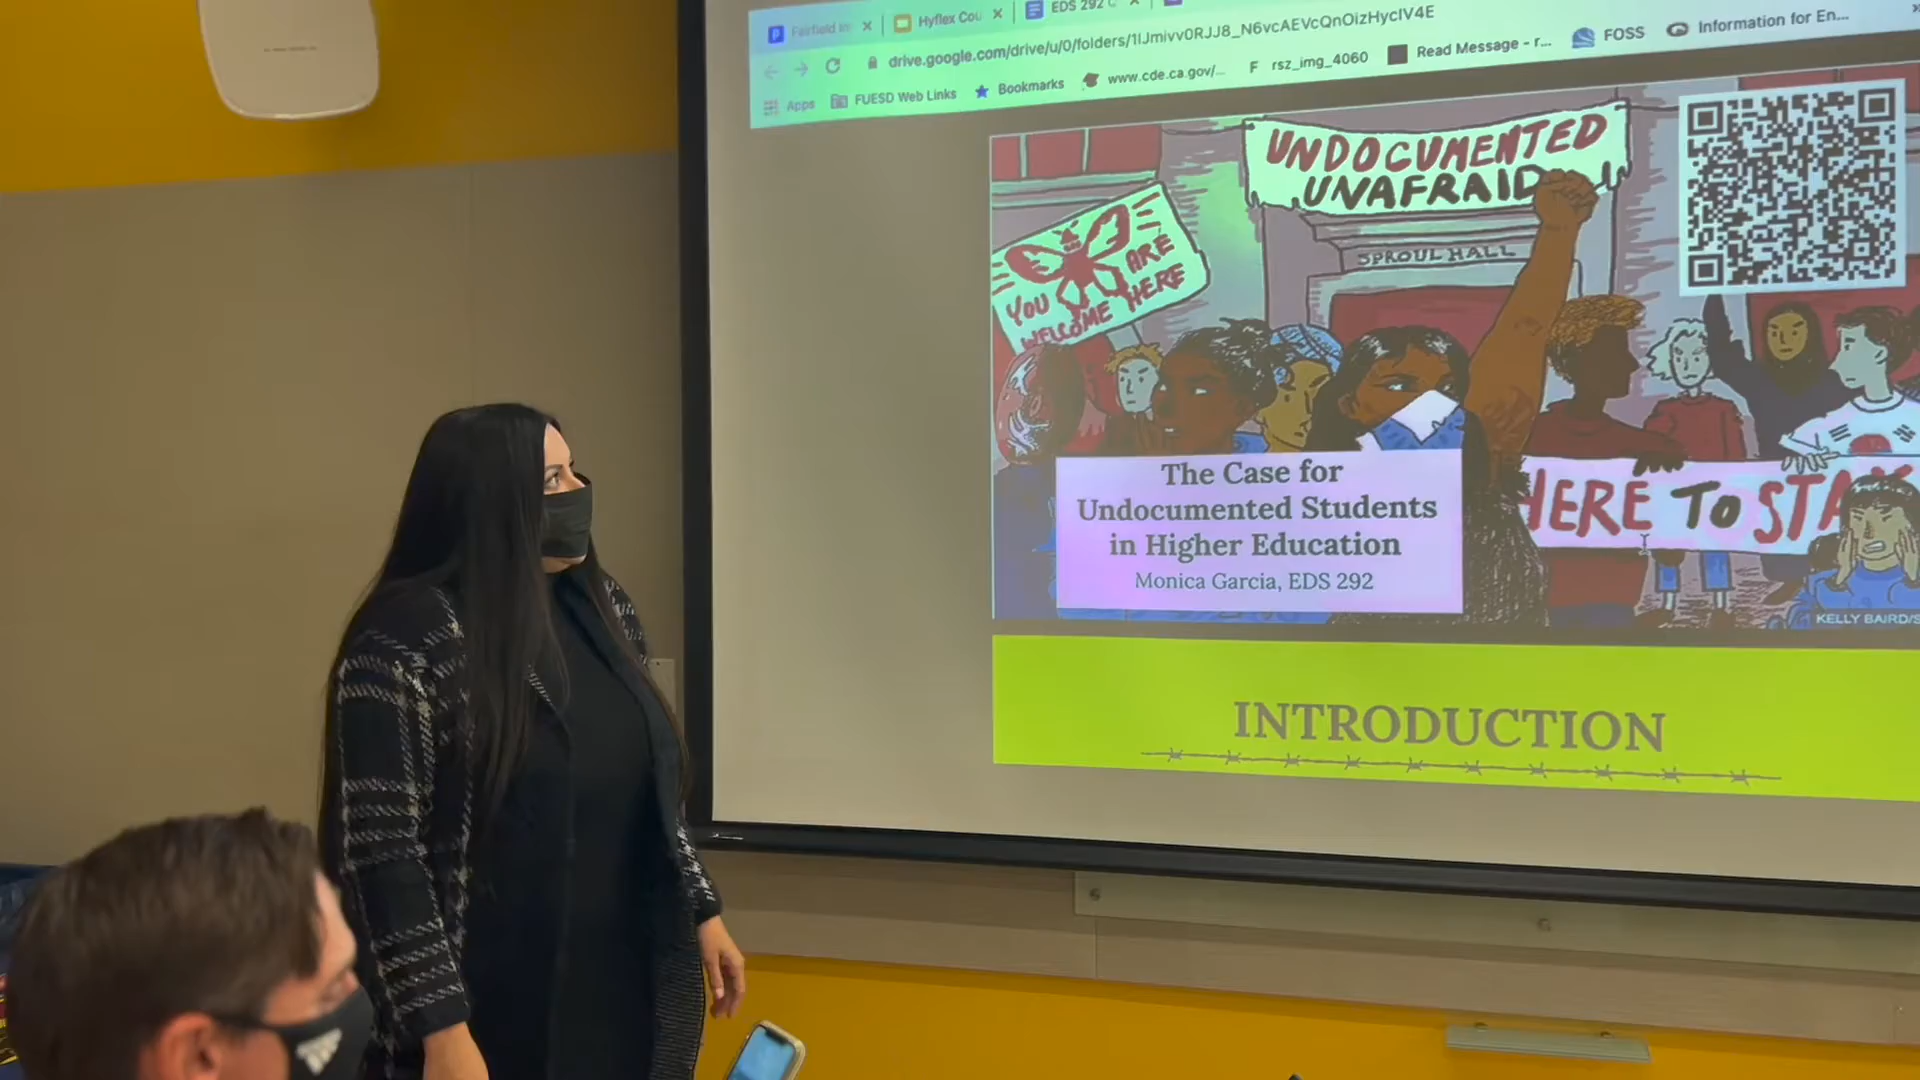 Fairfield In
Hyflex Cou
EDS 292 C
drive.google.com/drive/u/0/folders/1IJmivv0RJJ8_N6vcAEVcQnOizHycIV4E
Apps
FUESD Web Links
Bookmarks
www.cde.ca.gov/...
rsz_img_4060
Read Message - r...
FOSS
Information for En...
UNDOCUMENTED
UNAFRAID
SPROUL HALL
YOU ARE
WELCOME HERE
HERE TO STA
The Case for
Undocumented Students
in Higher Education
Monica Garcia, EDS 292
KELLY BAIRD/S
INTRODUCTION